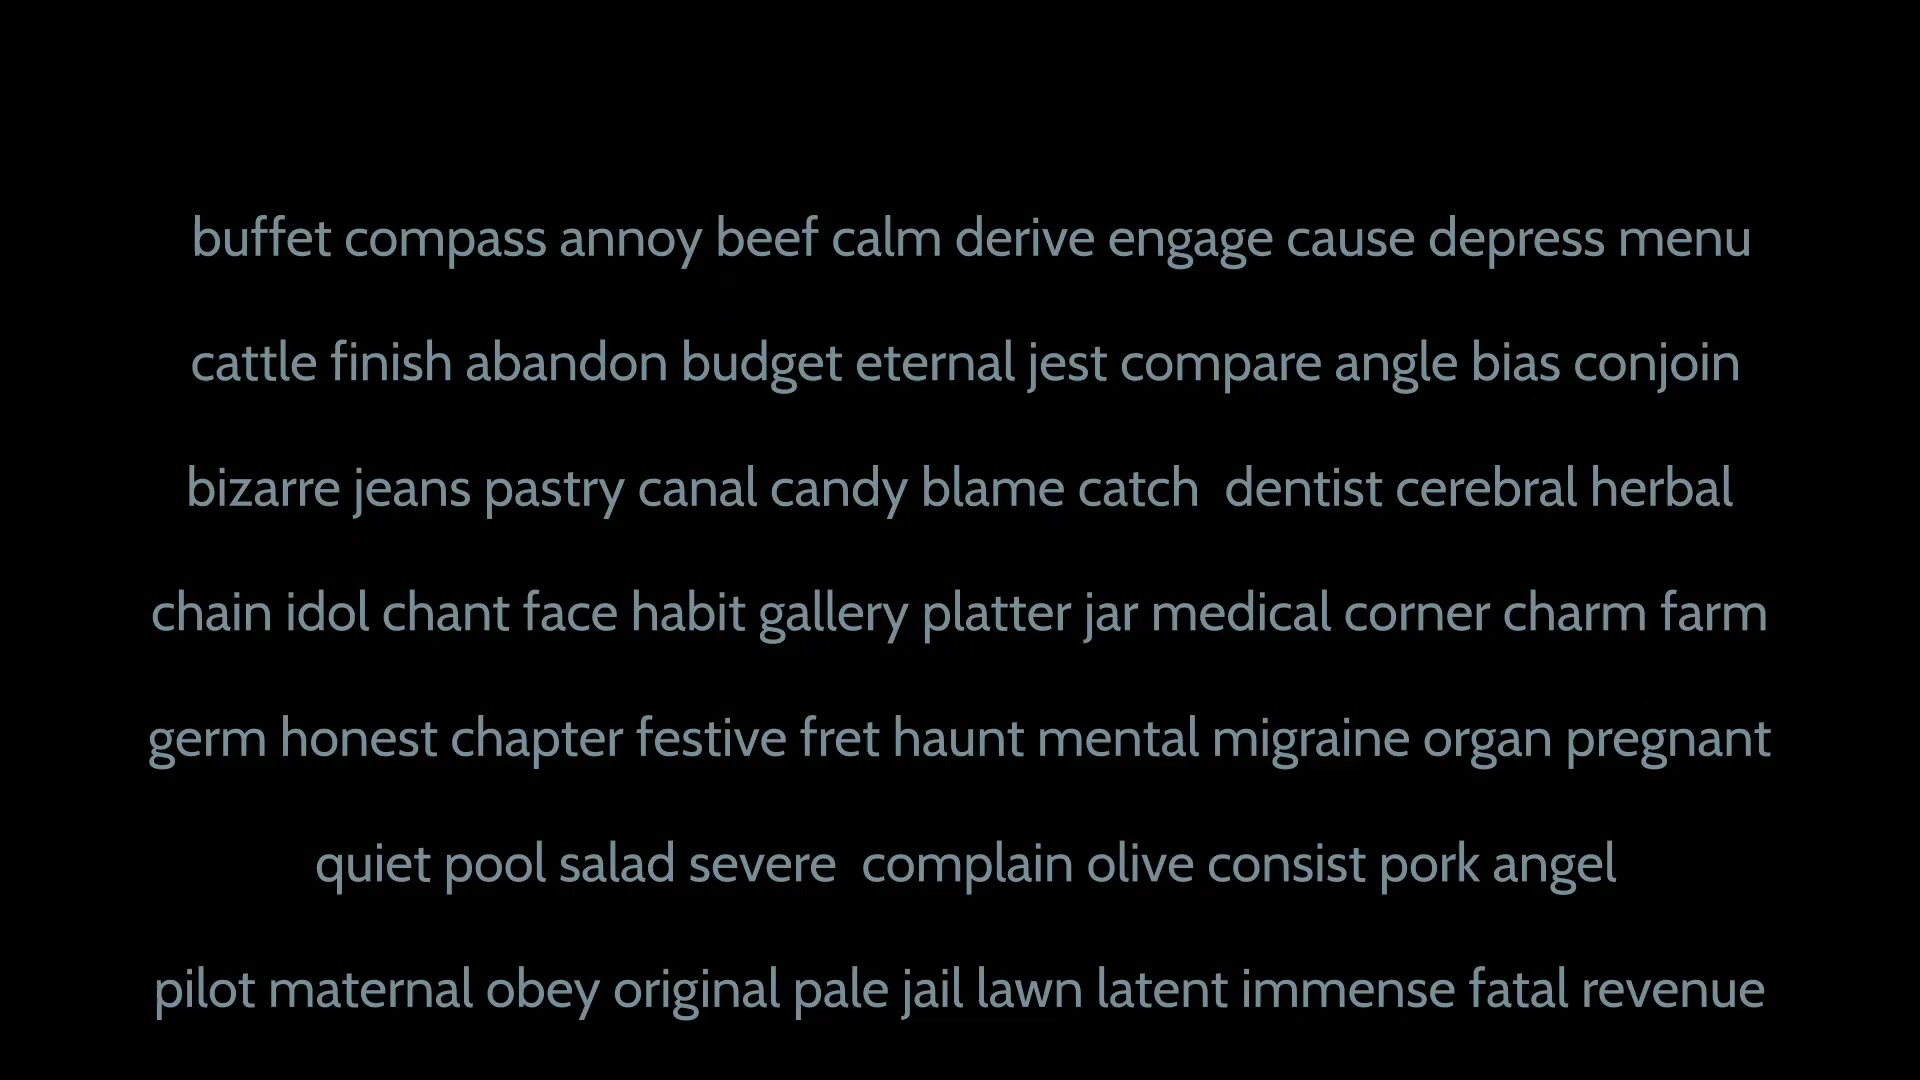 buffet compass annoy beef calm derive engage cause depress menu
cattle finish abandon budget eternal jest compare angle bias conjoin
bizarre jeans pastry canal candy blame catch  dentist cerebral herbal
chain idol chant face habit gallery platter jar medical corner charm farm
germ honest chapter festive fret haunt mental migraine organ pregnant
quiet pool salad severe  complain olive consist pork angel
pilot maternal obey original pale jail lawn latent immense fatal revenue